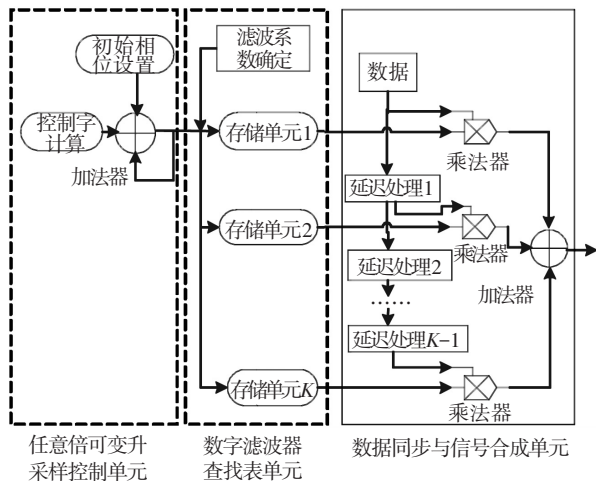 初始相
位设置
控制字
计算
加法器
滤波系
数确定
存储单元1
存储单元2
存储单元K
数据
乘法器
延迟处理1
乘法器
延迟处理2
加法器
……
延迟处理K-1
乘法器
任意倍可变升
采样控制单元
数字滤波器
查找表单元
数据同步与信号合成单元